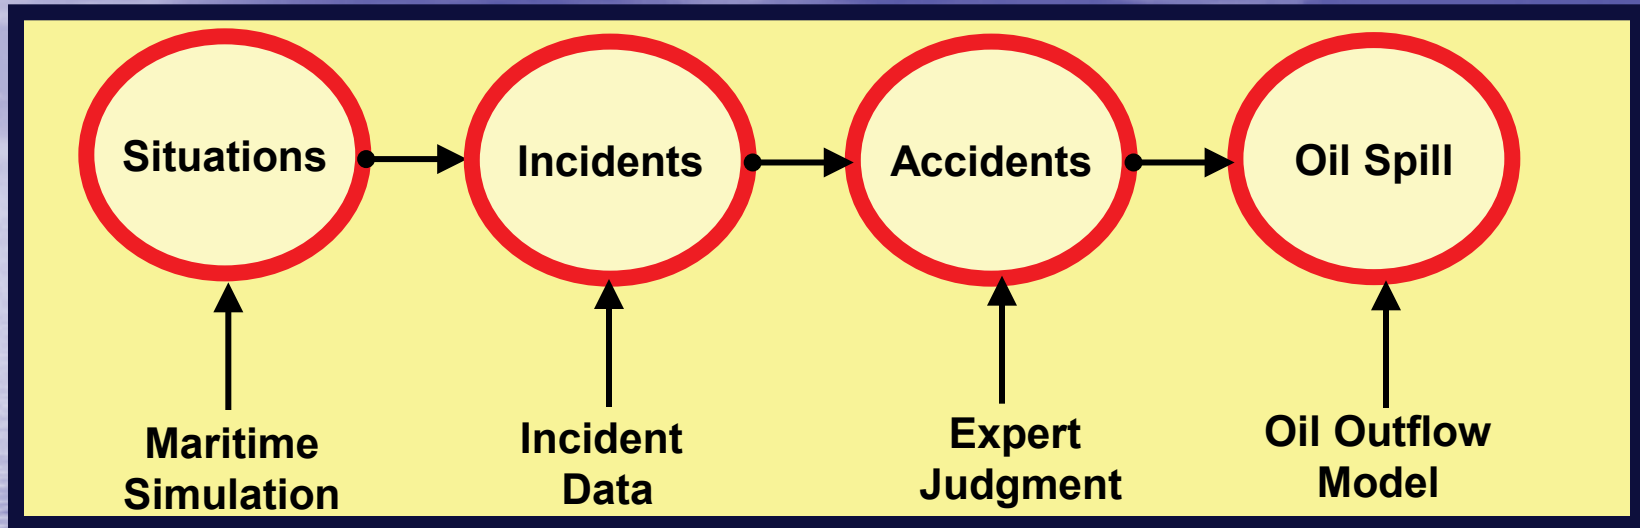 Situations
Incidents
Accidents
Oil Spill
Maritime
Simulation
Incident
Data
Expert
Judgment
Oil Outflow
Model